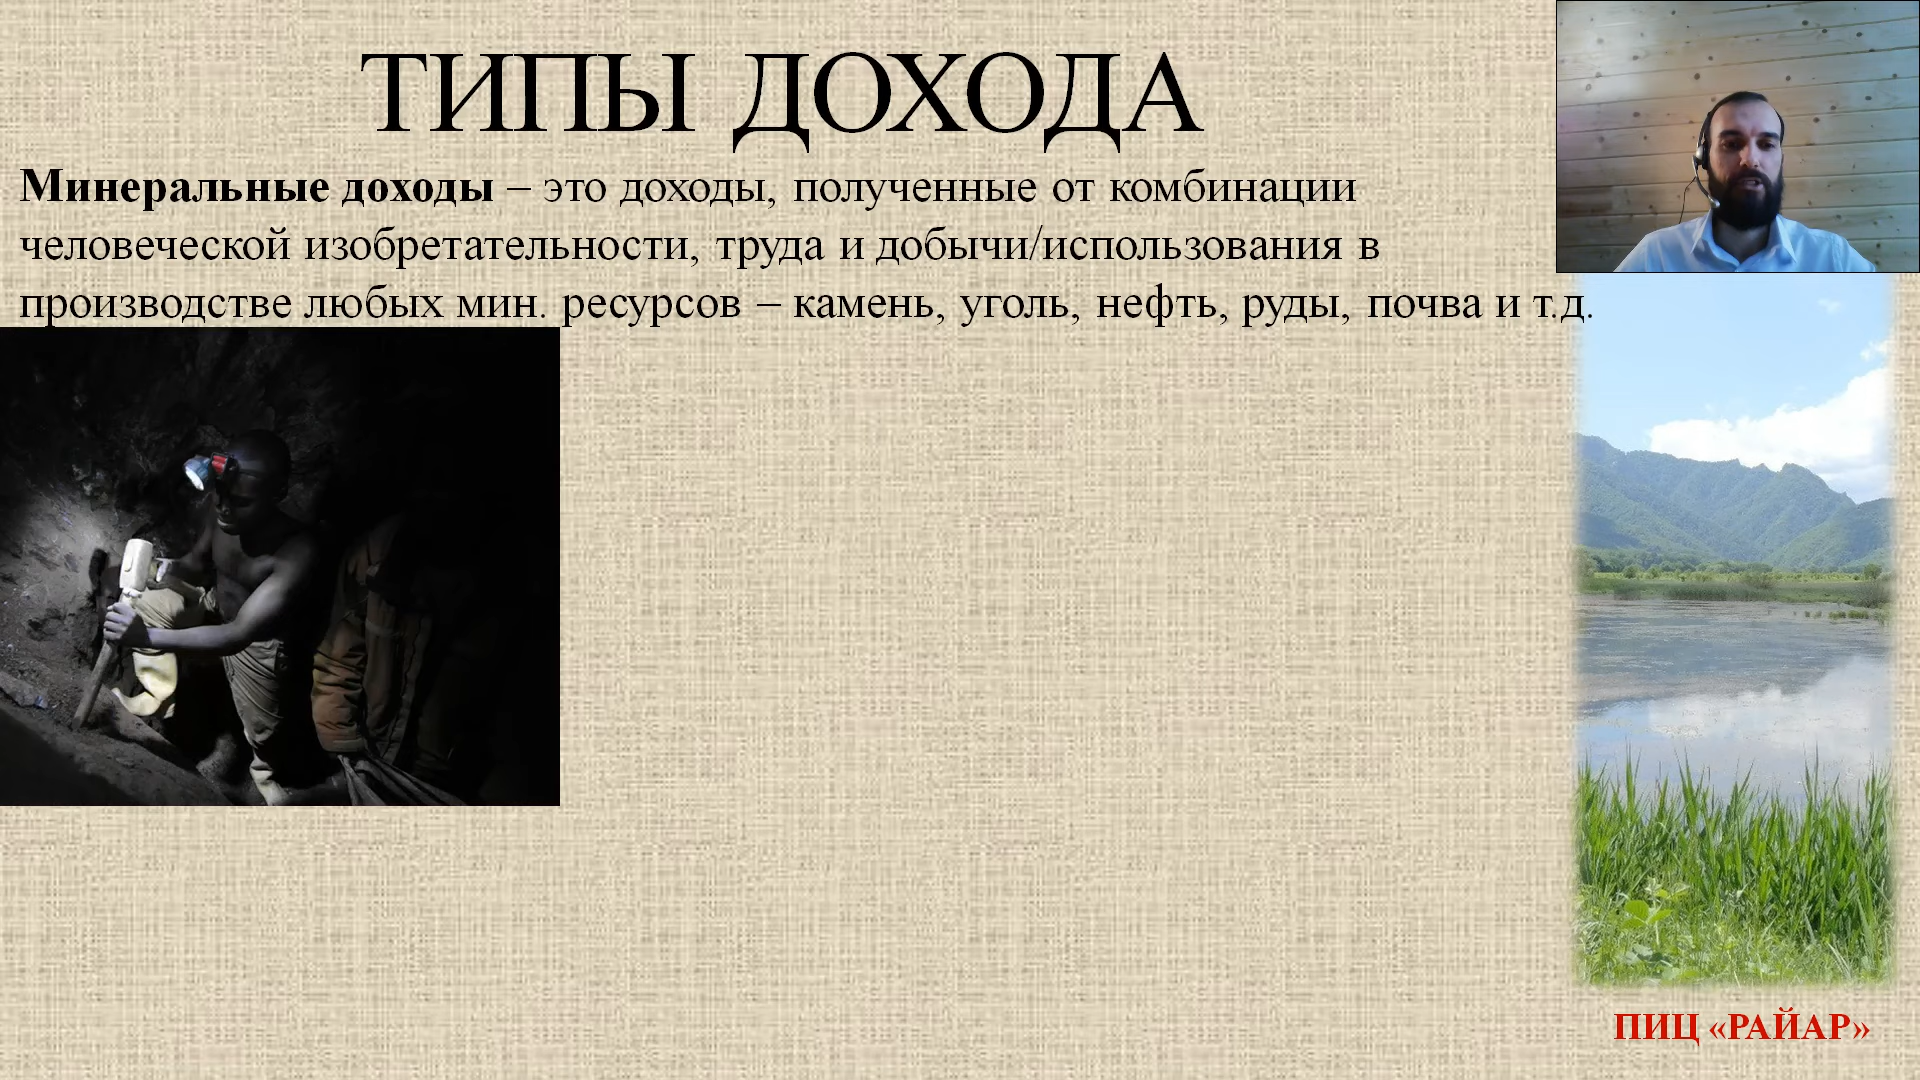 ТИПЫ ДОХОДА
Минеральные доходы – это доходы, полученные от комбинации
человеческой изобретательности, труда и добычи/использования в
производстве любых мин. ресурсов – камень, уголь, нефть, руды, почва и т.д.
ПИЦ «РАЙАР»